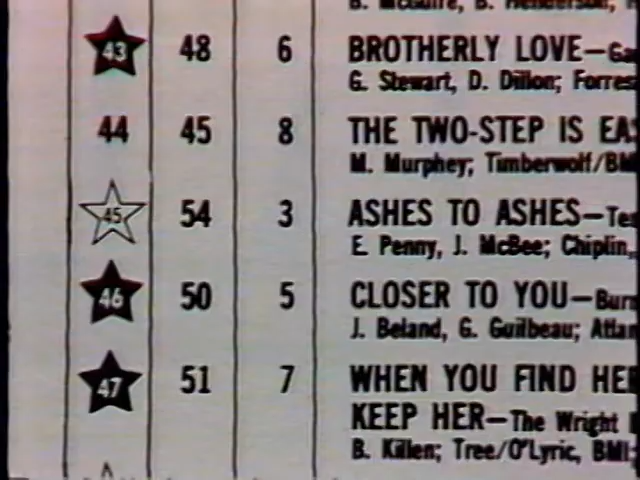 43 48 6 BROTHERLY LOVE—
G. Stewart, D. Dillon;
44 45 8 THE TWO-STEP IS
M. Murphey; Timberwolf/
45 54 3 ASHES TO ASHES—
E. Penny, J. McBee; Chiplin,
46 50 5 CLOSER TO YOU—
J. Beland, G. Guilbeau;
47 51 7 WHEN YOU FIND
KEEP HER—The Wright
B. Killen; Tree/O'Lyric, BMI;